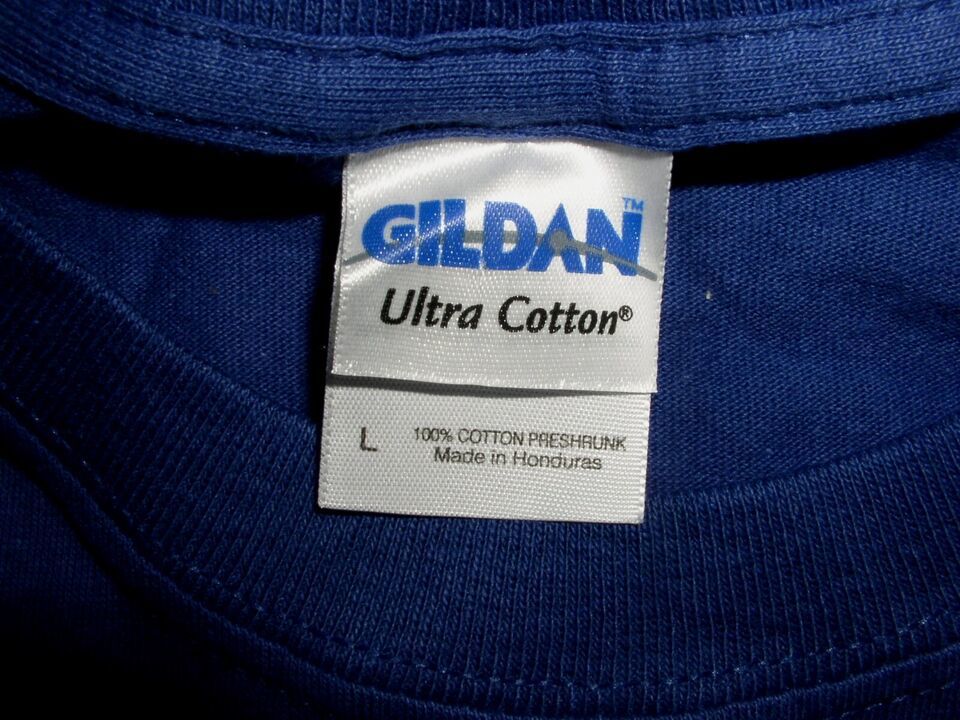 GILDAN™
Ultra Cotton®
L 100% COTTON PRESHRUNK
Made in Honduras